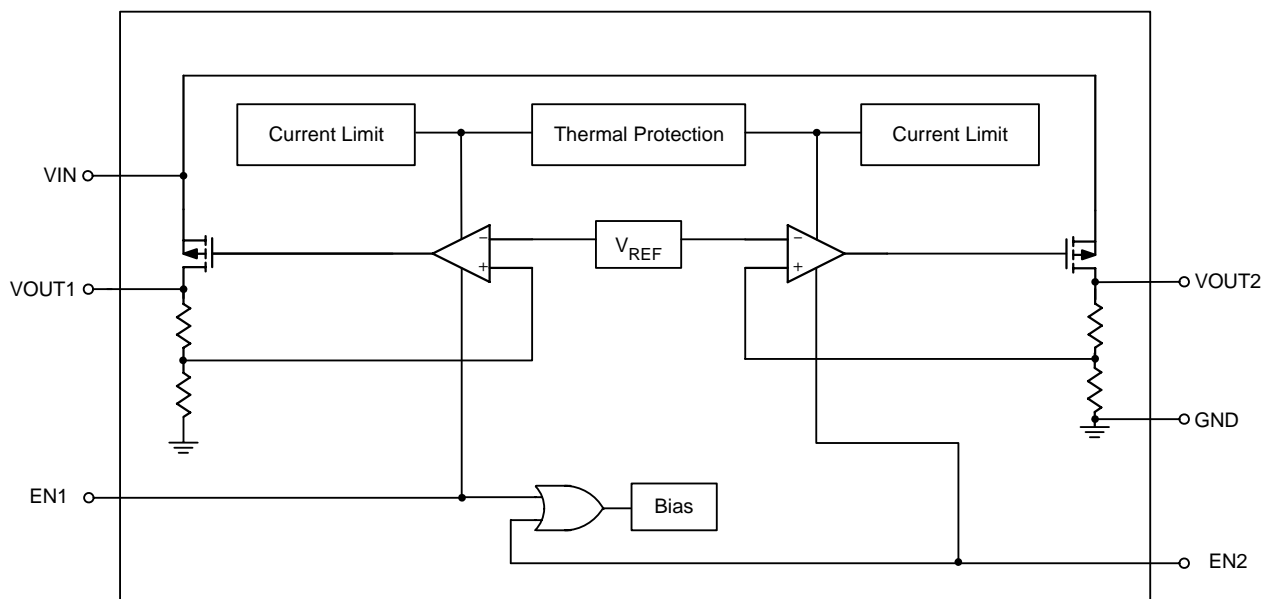 Current Limit
Thermal Protection
Current Limit
VIN
− VREF −
+ +
VOUT1
VOUT2
GND
EN1
Bias
EN2